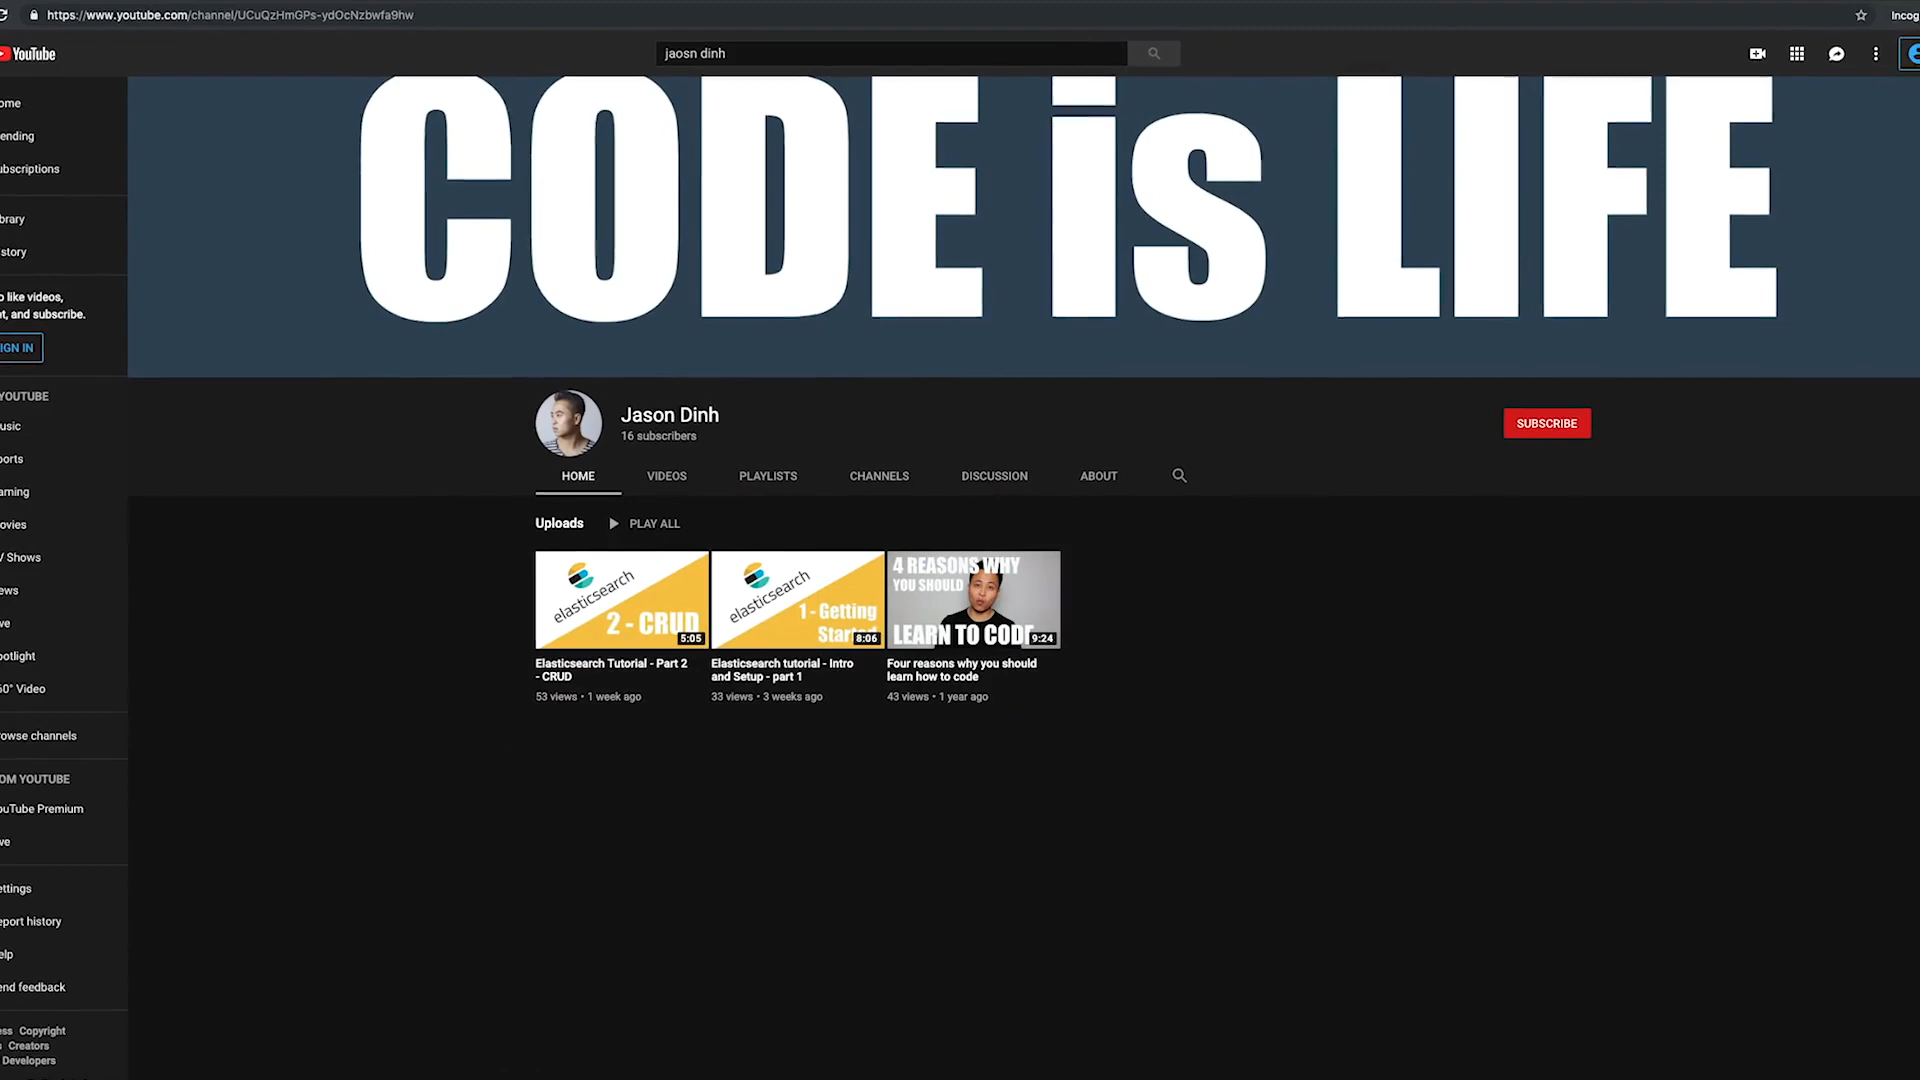 https://www.youtube.com/channel/UCuQzHmGPs-ydOcNzbwfa9hw
Incog
YouTube
jaosn dinh
CODE is LIFE
ome
ending
ubscriptions
brary
story
o like videos,
nt, and subscribe.
IGN IN
YOUTUBE
usic
ports
aming
ovies
V Shows
ews
ve
potlight
60° Video
rowse channels
OM YOUTUBE
ouTube Premium
ve
ettings
eport history
elp
end feedback
ess Copyright
s Creators
Developers
Jason Dinh
16 subscribers
SUBSCRIBE
HOME VIDEOS PLAYLISTS CHANNELS DISCUSSION ABOUT
Uploads PLAY ALL
elasticsearch
2 - CRUD
5:05
Elasticsearch Tutorial - Part 2
- CRUD
53 views • 1 week ago
elasticsearch
1 - Getting
Started
8:06
Elasticsearch tutorial - Intro
and Setup - part 1
33 views • 3 weeks ago
4 REASONS WHY
YOU SHOULD
LEARN TO CODE
9:24
Four reasons why you should
learn how to code
43 views • 1 year ago